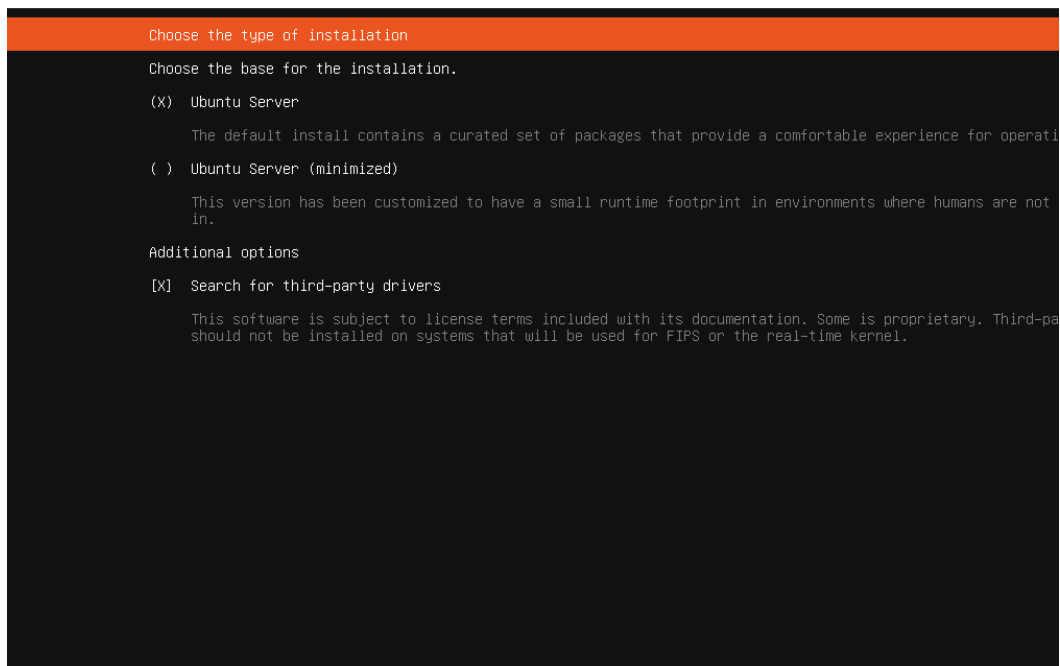 Choose the type of installation
Choose the base for the installation.
(X) Ubuntu Server
The default install contains a curated set of packages that provide a comfortable experience for operati
( ) Ubuntu Server (minimized)
This version has been customized to have a small runtime footprint in environments where humans are not
in.
Additional options
[X] Search for third-party drivers
This software is subject to license terms included with its documentation. Some is proprietary. Third-pa
should not be installed on systems that will be used for FIPS or the real-time kernel.